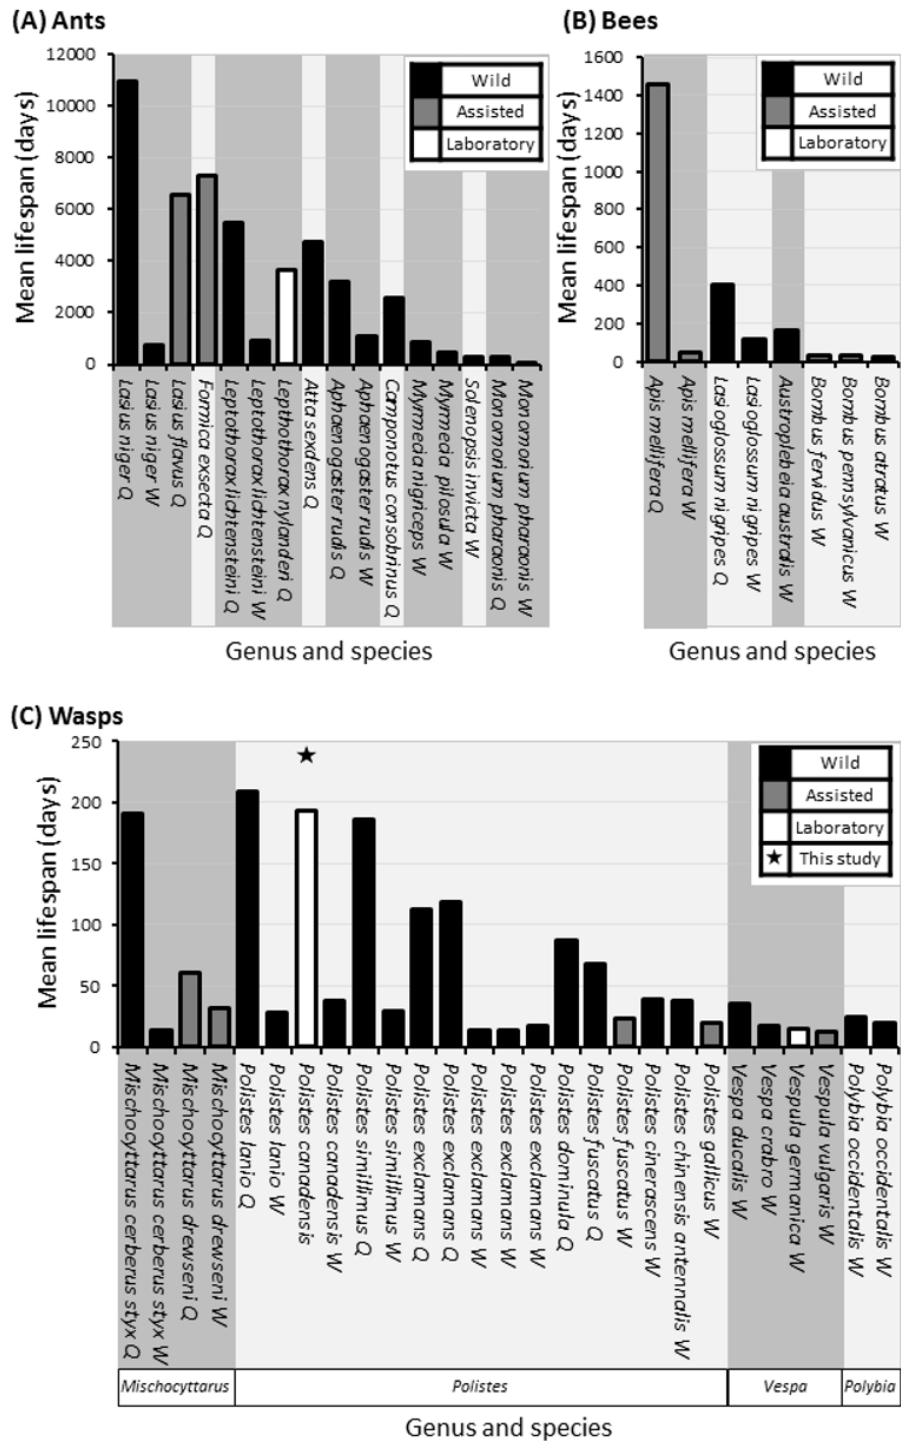 (A) Ants
Mean lifespan (days)
12000
10000
8000
6000
4000
2000
0
Wild
Assisted
Laboratory
Lasius niger Q
Lasius niger W
Lasius flavus Q
Formica exsecta Q
Leptothorax lichtensteini Q
Leptothorax lichtensteini W
Lepthothorax nylanderi Q
Atta sexdens Q
Aphaenogaster rudis Q
Aphaenogaster rudis W
Camponotus consobrinus Q
Myrmecia nigriceps W
Myrmecia pilosula W
Solenopsis invicta W
Monomorium pharaonis Q
Monomorium pharaonis W
Genus and species
(B) Bees
Mean lifespan (days)
1600
1400
1200
1000
800
600
400
200
0
Wild
Assisted
Laboratory
Apis mellifera Q
Apis mellifera W
Lasioglossum nigripes Q
Lasioglossum nigripes W
Austroplebeia australis W
Bombus fervidus W
Bombus pennsylvanicus W
Bombus atratus W
Genus and species
(C) Wasps
Mean lifespan (days)
250
200
150
100
50
0
★
Wild
Assisted
Laboratory
★ This study
Mischocyttarus cerberus styx Q
Mischocyttarus cerberus styx W
Mischocyttarus drewseni Q
Mischocyttarus drewseni W
Polistes lanio Q
Polistes lanio W
Polistes canadensis
Polistes canadensis W
Polistes simillimus Q
Polistes simillimus W
Polistes exclamans Q
Polistes exclamans Q
Polistes exclamans W
Polistes exclamans W
Polistes exclamans W
Polistes dominula Q
Polistes fuscatus Q
Polistes fuscatus W
Polistes cinerascens W
Polistes chinensis antennalis W
Polistes gallicus W
Vespa ducalis W
Vespa crabro W
Vespula germanica W
Vespula vulgaris W
Polybia occidentalis W
Polybia occidentalis W
Mischocyttarus
Polistes
Vespa
Polybia
Genus and species